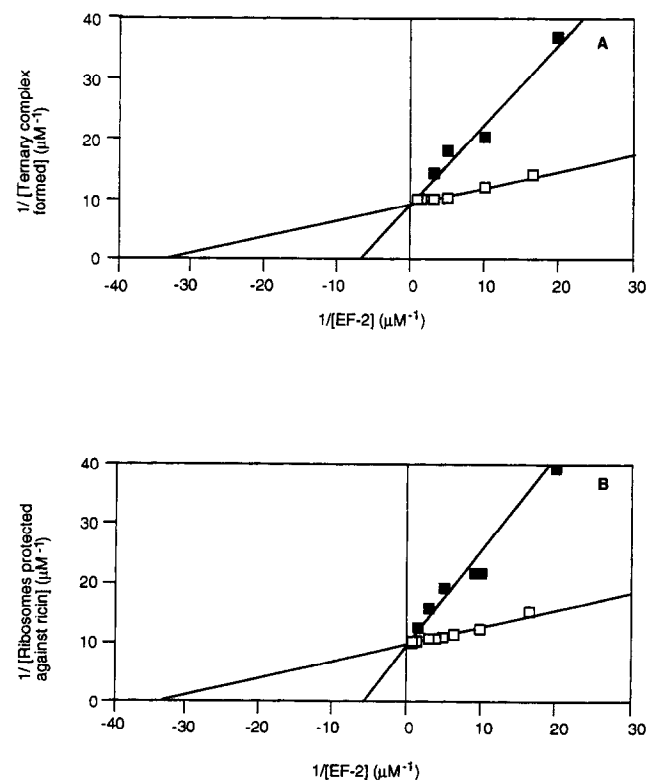 A
1/ [Ternary complex
formed] (µM⁻¹)
40
30
20
10
0
-40 -30 -20 -10 0 10 20 30
1/[EF-2] (µM⁻¹)
B
1/ [Ribosomes protected
against ricin] (µM⁻¹)
40
30
20
10
0
-40 -30 -20 -10 0 10 20 30
1/[EF-2] (µM⁻¹)